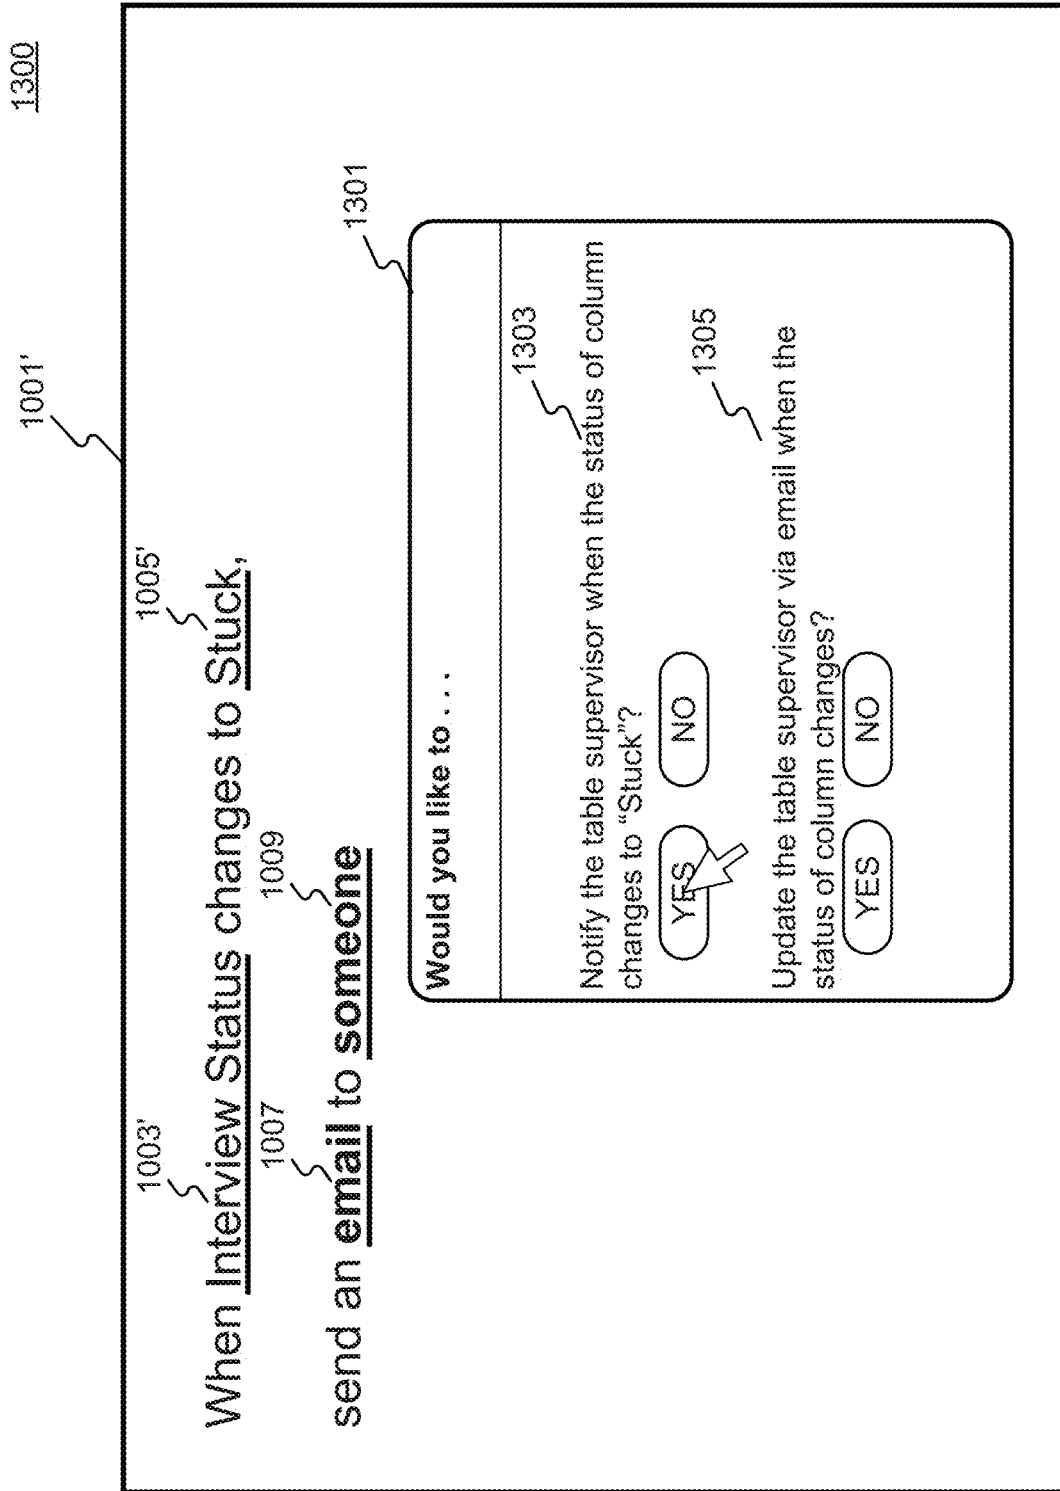 1300
1001'
1003'
1005'
When Interview Status changes to Stuck,
1007
1009
send an email to someone
1301
Would you like to . . . .
1303
Notify the table supervisor when the status of column
changes to “Stuck”?
YES NO
1305
Update the table supervisor via email when the
status of column changes?
YES NO